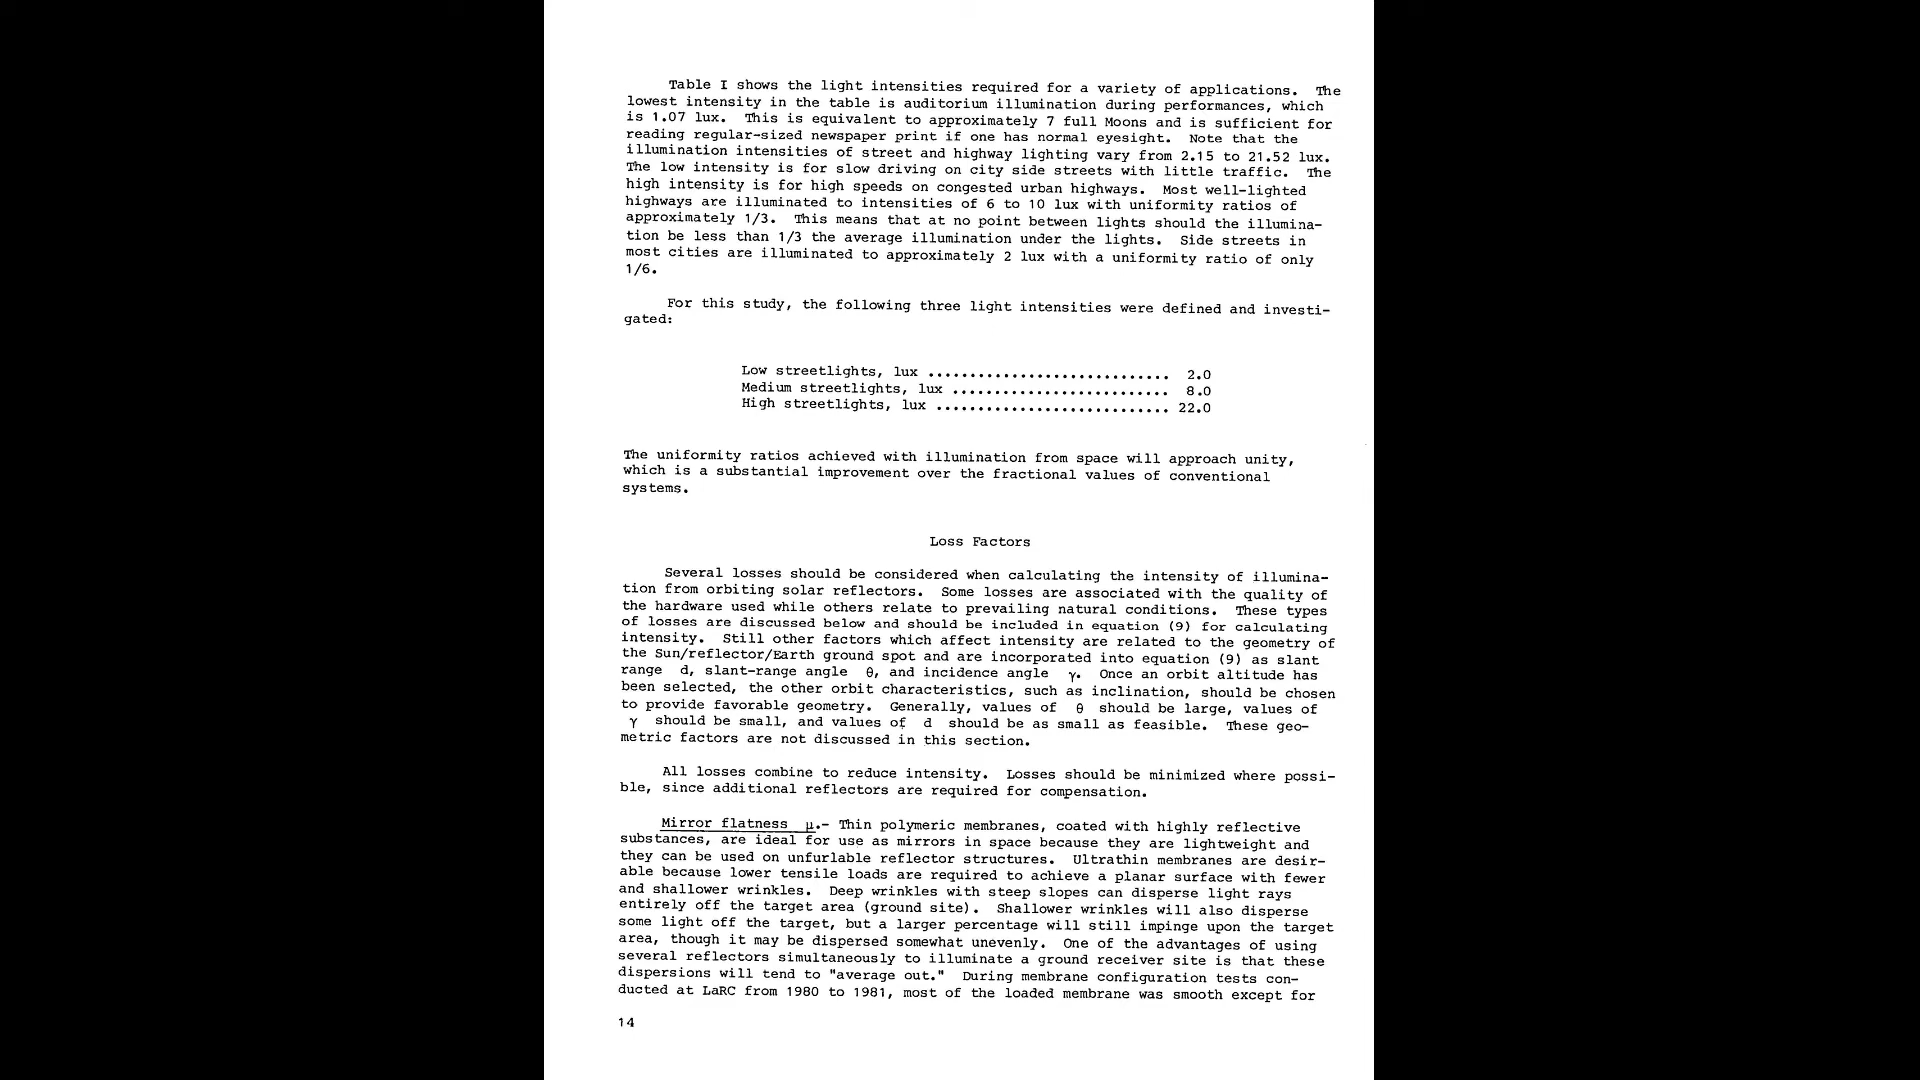 Table I shows the light intensities required for a variety of applications. The
lowest intensity in the table is auditorium illumination during performances, which
is 1.07 lux. This is equivalent to approximately 7 full Moons and is sufficient for
reading regular-sized newspaper print if one has normal eyesight. Note that the
illumination intensities of street and highway lighting vary from 2.15 to 21.52 lux.
The low intensity is for slow driving on city side streets with little traffic. The
high intensity is for high speeds on congested urban highways. Most well-lighted
highways are illuminated to intensities of 6 to 10 lux with uniformity ratios of
approximately 1/3. This means that at no point between lights should the illumina-
tion be less than 1/3 the average illumination under the lights. Side streets in
most cities are illuminated to approximately 2 lux with a uniformity ratio of only
1/6.
For this study, the following three light intensities were defined and investi-
gated:
Low streetlights, lux ............................. 2.0
Medium streetlights, lux .......................... 8.0
High streetlights, lux ............................ 22.0
The uniformity ratios achieved with illumination from space will approach unity,
which is a substantial improvement over the fractional values of conventional
systems.
Loss Factors
Several losses should be considered when calculating the intensity of illumina-
tion from orbiting solar reflectors. Some losses are associated with the quality of
the hardware used while others relate to prevailing natural conditions. These types
of losses are discussed below and should be included in equation (9) for calculating
intensity. Still other factors which affect intensity are related to the geometry of
the Sun/reflector/Earth ground spot and are incorporated into equation (9) as slant
range d, slant-range angle θ, and incidence angle γ. Once an orbit altitude has
been selected, the other orbit characteristics, such as inclination, should be chosen
to provide favorable geometry. Generally, values of θ should be large, values of
γ should be small, and values of d should be as small as feasible. These geo-
metric factors are not discussed in this section.
All losses combine to reduce intensity. Losses should be minimized where possi-
ble, since additional reflectors are required for compensation.
Mirror flatness μ.- Thin polymeric membranes, coated with highly reflective
substances, are ideal for use as mirrors in space because they are lightweight and
they can be used on unfurlable reflector structures. Ultrathin membranes are desir-
able because lower tensile loads are required to achieve a planar surface with fewer
and shallower wrinkles. Deep wrinkles with steep slopes can disperse light rays
entirely off the target area (ground site). Shallower wrinkles will also disperse
some light off the target, but a larger percentage will still impinge upon the target
area, though it may be dispersed somewhat unevenly. One of the advantages of using
several reflectors simultaneously to illuminate a ground receiver site is that these
dispersions will tend to "average out." During membrane configuration tests con-
ducted at LaRC from 1980 to 1981, most of the loaded membrane was smooth except for
14